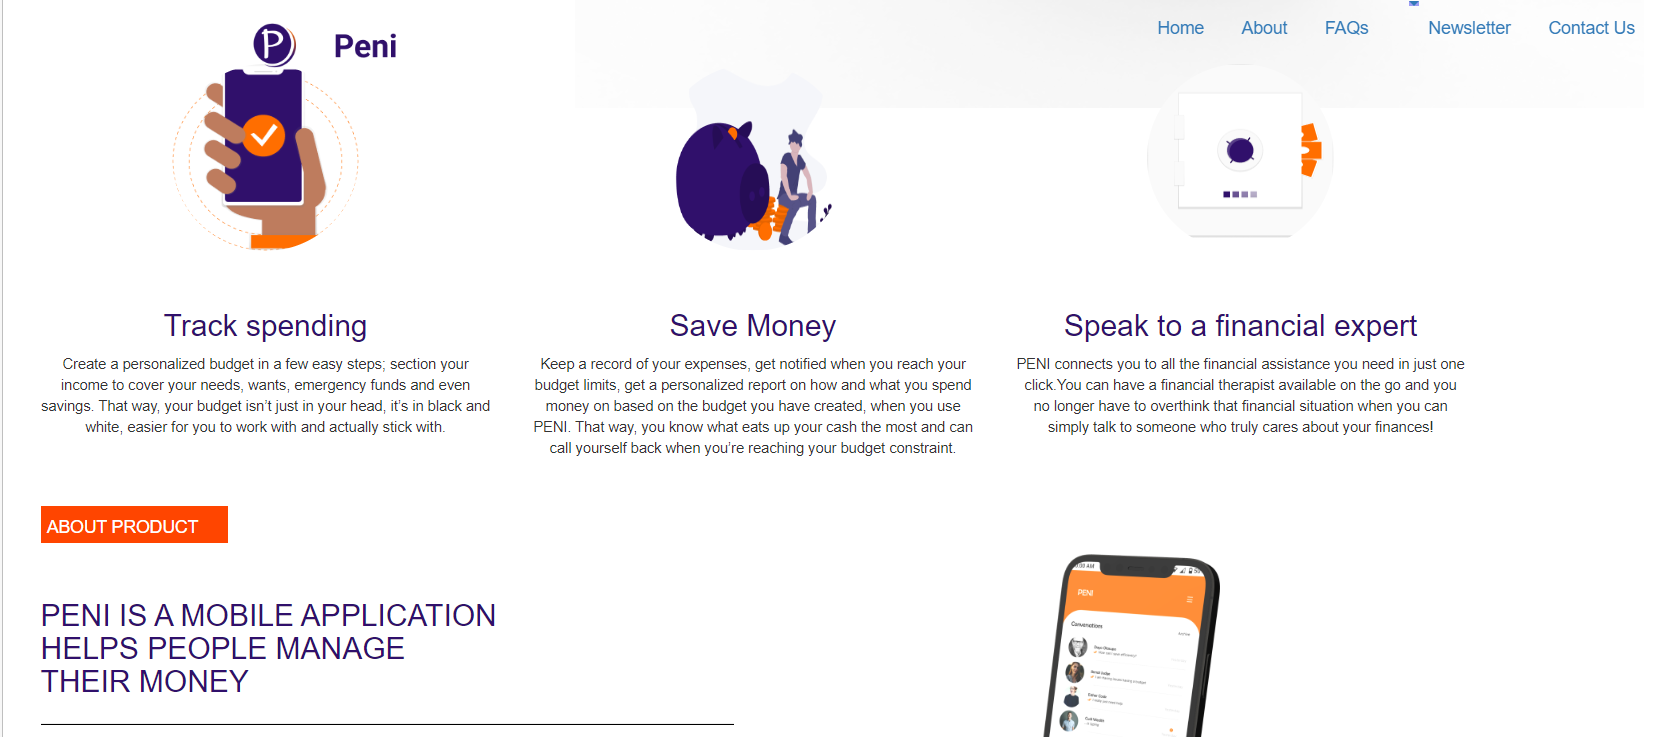 Peni
Home About FAQs Newsletter Contact Us
Track spending
Create a personalized budget in a few easy steps; section your
income to cover your needs, wants, emergency funds and even
savings. That way, your budget isn’t just in your head, it’s in black and
white, easier for you to work with and actually stick with.
Save Money
Keep a record of your expenses, get notified when you reach your
budget limits, get a personalized report on how and what you spend
money on based on the budget you have created, when you use
PENI. That way, you know what eats up your cash the most and can
call yourself back when you’re reaching your budget constraint.
Speak to a financial expert
PENI connects you to all the financial assistance you need in just one
click.You can have a financial therapist available on the go and you
no longer have to overthink that financial situation when you can
simply talk to someone who truly cares about your finances!
ABOUT PRODUCT
PENI IS A MOBILE APPLICATION
HELPS PEOPLE MANAGE
THEIR MONEY
PENI
Conversations